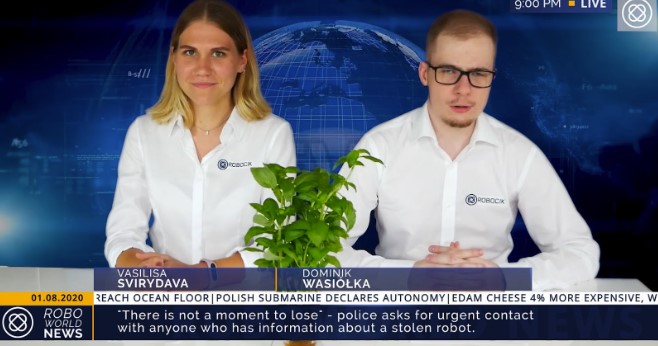 9:00 PM LIVE
ROBOCIK
ROBOCIK
VASILISA
SVIRYDAVA
DOMINIK
WASIOŁKA
01.08.2020
REACH OCEAN FLOOR|POLISH SUBMARINE DECLARES AUTONOMY|EDAM CHEESE 4% MORE EXPENSIVE, W
ROBO
WORLD
NEWS
"There is not a moment to lose" - police asks for urgent contact
with anyone who has information about a stolen robot.